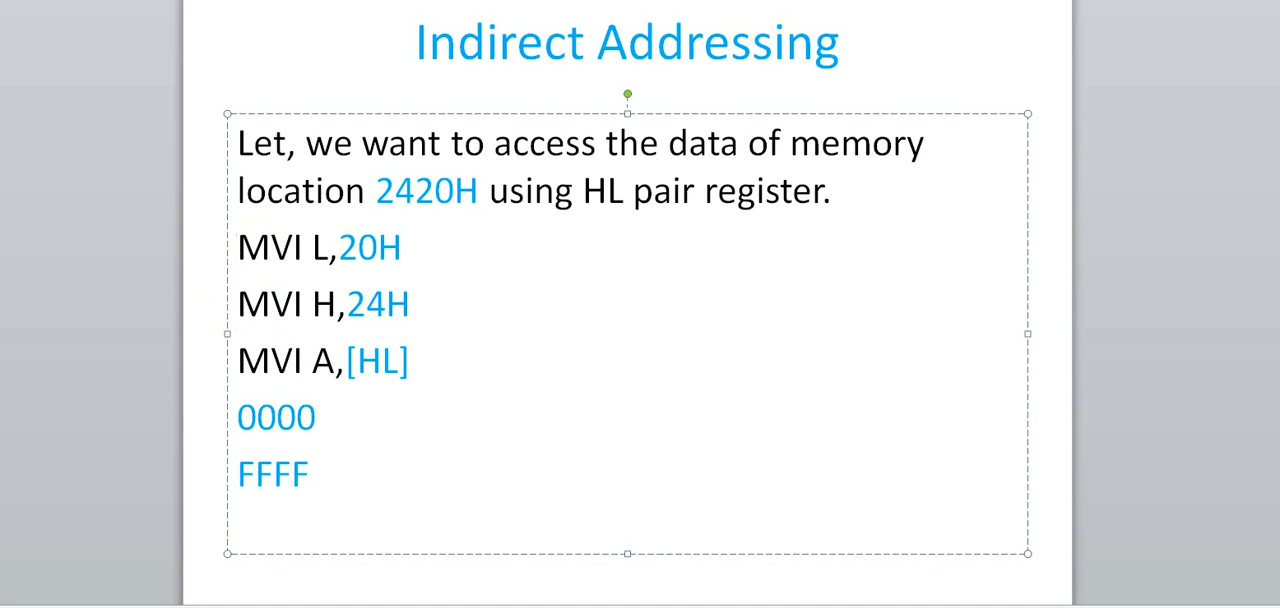 Indirect Addressing
Let, we want to access the data of memory
location 2420H using HL pair register.
MVI L,20H
MVI H,24H
MVI A,[HL]
0000
FFFF